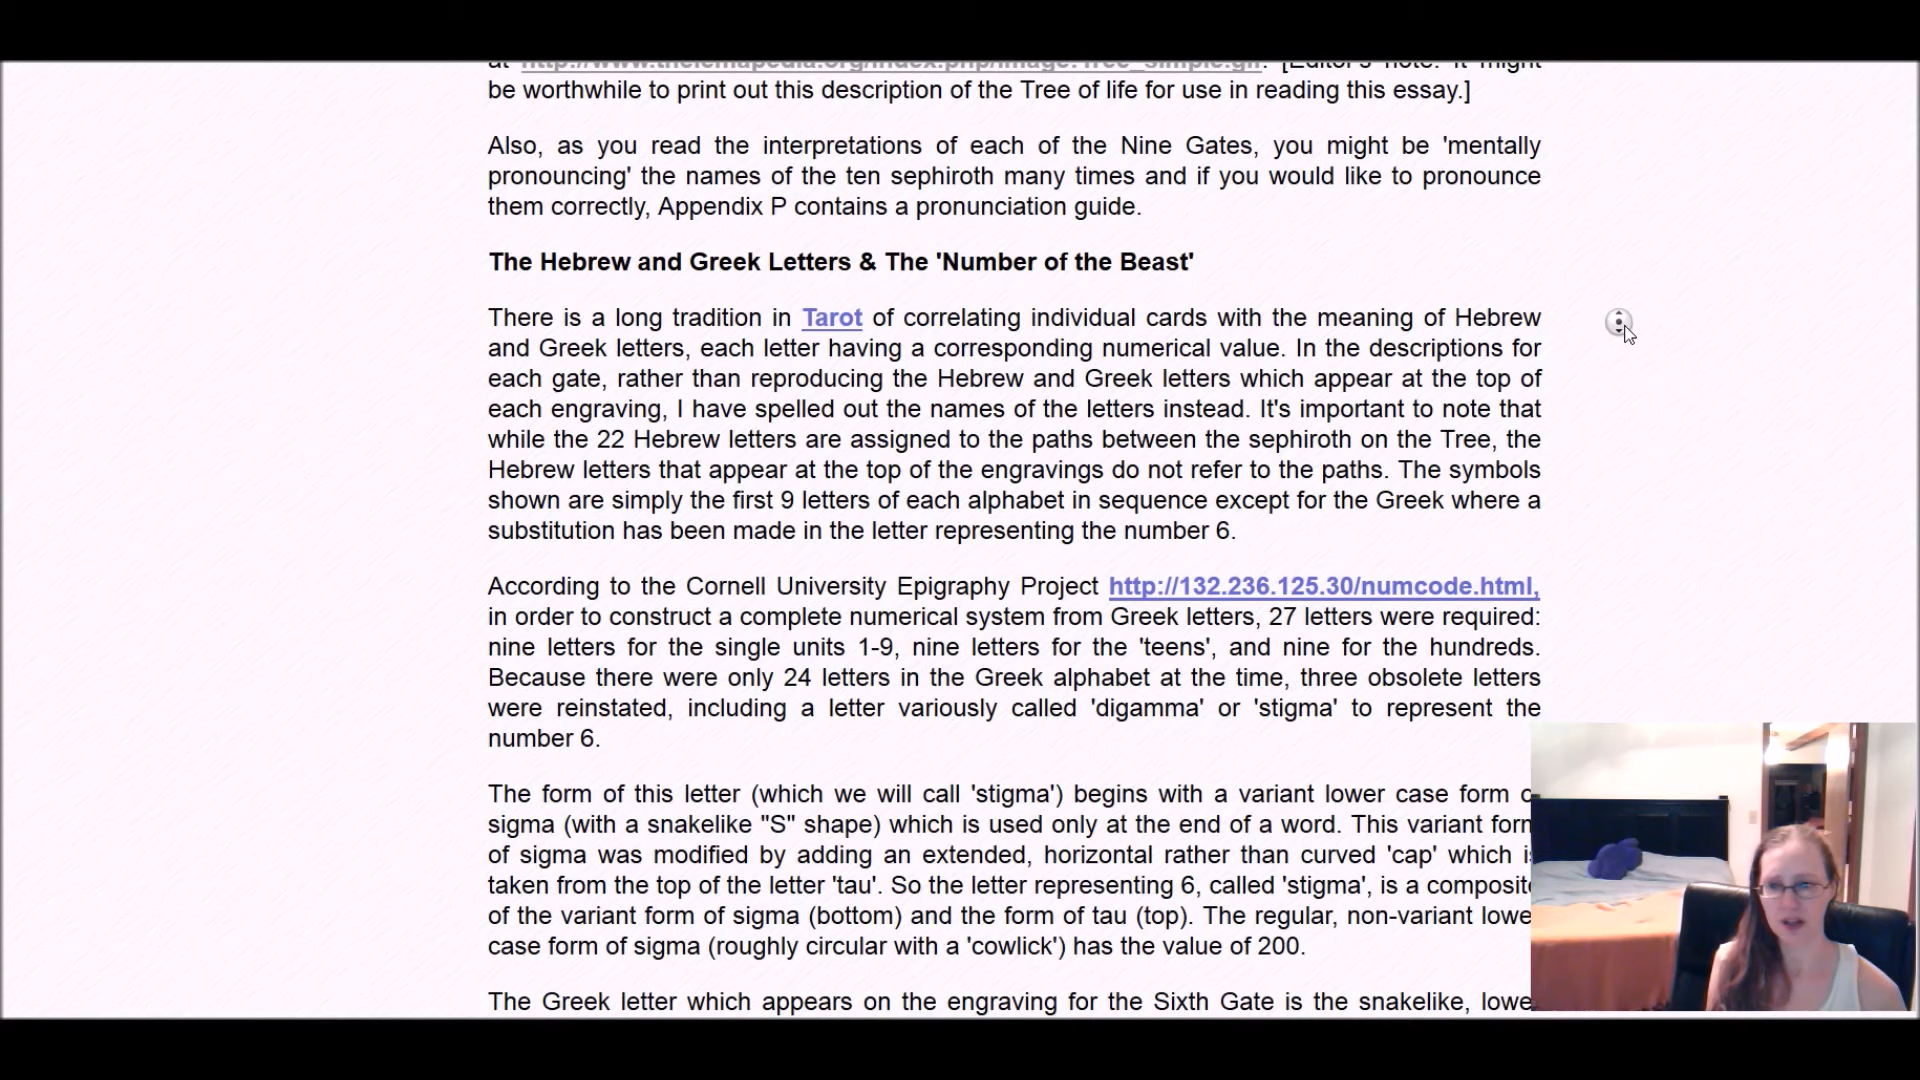 at http://www.thelemapedia.org/index.php/Image:Tree_simple.gif. [Editor's note: It might
be worthwhile to print out this description of the Tree of life for use in reading this essay.]
Also, as you read the interpretations of each of the Nine Gates, you might be 'mentally
pronouncing' the names of the ten sephiroth many times and if you would like to pronounce
them correctly, Appendix P contains a pronunciation guide.
The Hebrew and Greek Letters & The 'Number of the Beast'
There is a long tradition in Tarot of correlating individual cards with the meaning of Hebrew
and Greek letters, each letter having a corresponding numerical value. In the descriptions for
each gate, rather than reproducing the Hebrew and Greek letters which appear at the top of
each engraving, I have spelled out the names of the letters instead. It's important to note that
while the 22 Hebrew letters are assigned to the paths between the sephiroth on the Tree, the
Hebrew letters that appear at the top of the engravings do not refer to the paths. The symbols
shown are simply the first 9 letters of each alphabet in sequence except for the Greek where a
substitution has been made in the letter representing the number 6.
According to the Cornell University Epigraphy Project http://132.236.125.30/numcode.html,
in order to construct a complete numerical system from Greek letters, 27 letters were required:
nine letters for the single units 1-9, nine letters for the 'teens', and nine for the hundreds.
Because there were only 24 letters in the Greek alphabet at the time, three obsolete letters
were reinstated, including a letter variously called 'digamma' or 'stigma' to represent the
number 6.
The form of this letter (which we will call 'stigma') begins with a variant lower case form
sigma (with a snakelike "S" shape) which is used only at the end of a word. This variant form
of sigma was modified by adding an extended, horizontal rather than curved 'cap' which is
taken from the top of the letter 'tau'. So the letter representing 6, called 'stigma', is a composit
of the variant form of sigma (bottom) and the form of tau (top). The regular, non-variant lowe
case form of sigma (roughly circular with a 'cowlick') has the value of 200.
The Greek letter which appears on the engraving for the Sixth Gate is the snakelike, lowe